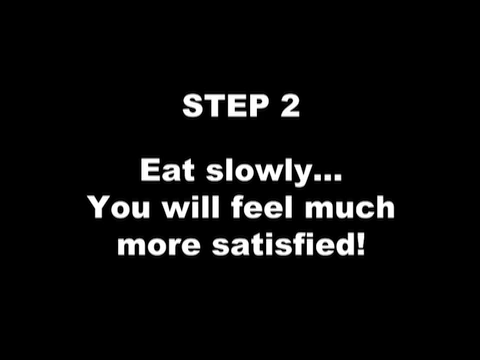 STEP 2
Eat slowly...
You will feel much
more satisfied!